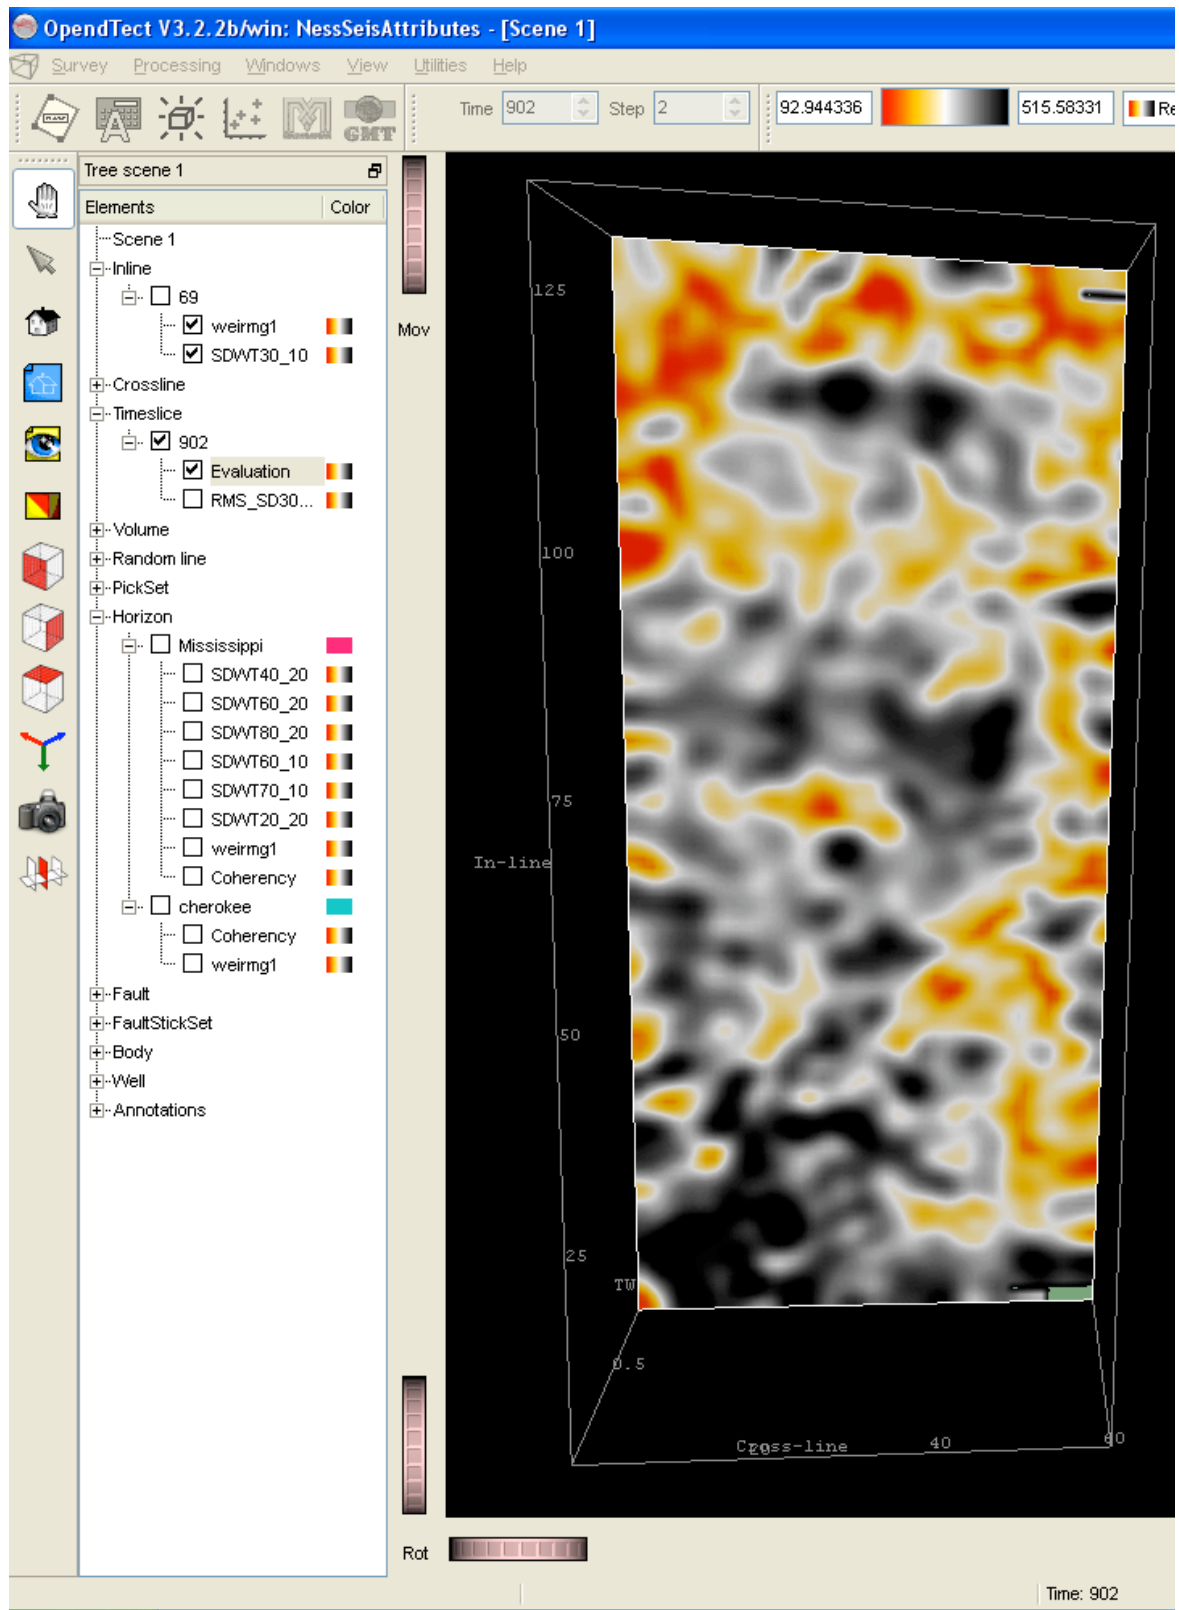 OpendTect V3.2.2b/win: NessSeisAttributes - [Scene 1]
Survey Processing Windows View Utilities Help
Time 902 Step 2 92.944336 515.58331 Re
GMT
Tree scene 1
Elements Color
Scene 1
Inline
69
weirmg1
SDWT30_10
Crossline
Timeslice
902
Evaluation
RMS_SD30...
Volume
Random line
PickSet
Horizon
Mississippi
SDWT40_20
SDWT60_20
SDWT80_20
SDWT60_10
SDWT70_10
SDWT20_20
weirmg1
Coherency
cherokee
Coherency
weirmg1
Fault
FaultStickSet
Body
Well
Annotations
Mov
125
100
75
In-line
50
25
TW
0.5
Cross-line 40 60
Rot
Time: 902